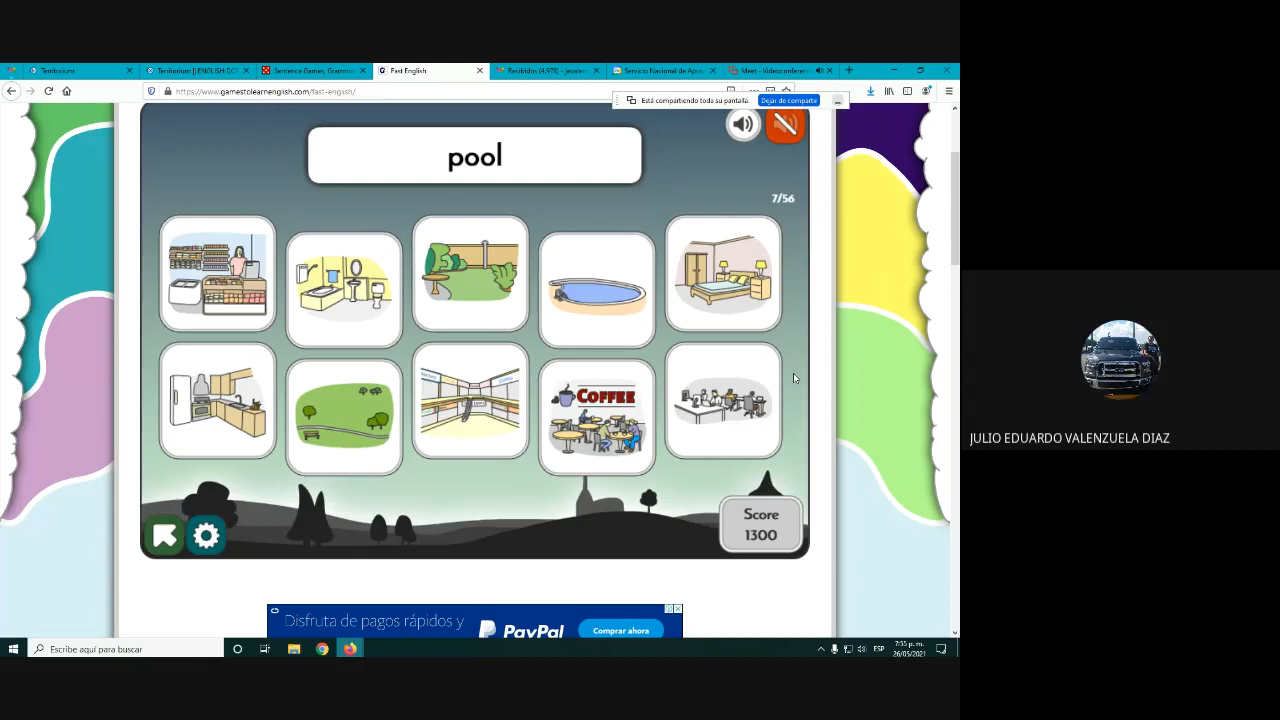 Territorium
Territorium || ENGLISH DOT
Sentence Games, Gramma
Fast English
Recibidos (4.978) - jevalen
Servicio Nacional de Apren
Meet - Videoconferenc
https://www.gamestolearnenglish.com/fast-english/
Está compartiendo toda su pantalla.
Dejar de compartir
pool
7/56
COFFEE
Score
1300
Disfruta de pagos rápidos y
PayPal
Comprar ahora
Escribe aquí para buscar
ESP
7:55 p. m.
26/05/2021
JULIO EDUARDO VALENZUELA DIAZ